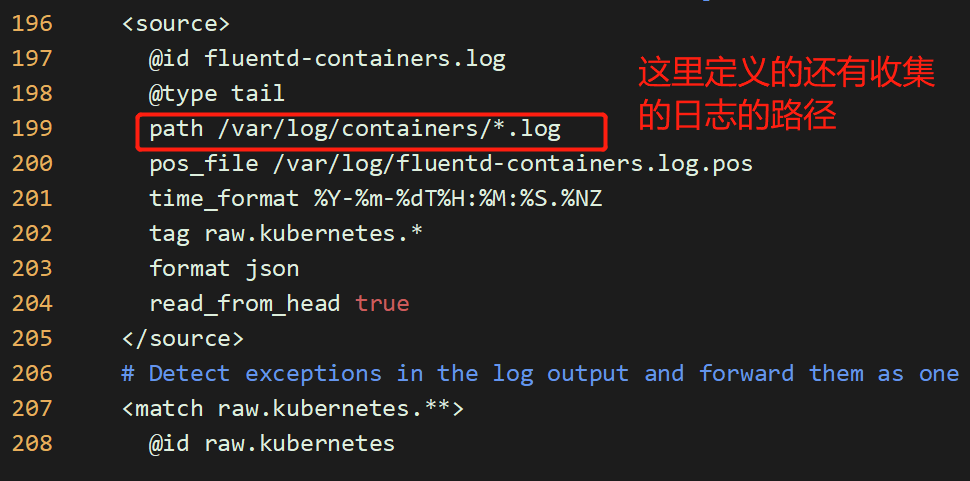 196 <source>
197 @id fluentd-containers.log
198 @type tail
199 path /var/log/containers/*.log
200 pos_file /var/log/fluentd-containers.log.pos
201 time_format %Y-%m-%dT%H:%M:%S.%NZ
202 tag raw.kubernetes.*
203 format json
204 read_from_head true
205 </source>
206 # Detect exceptions in the log output and forward them as one
207 <match raw.kubernetes.**>
208 @id raw.kubernetes
这里定义的还有收集
的日志的路径